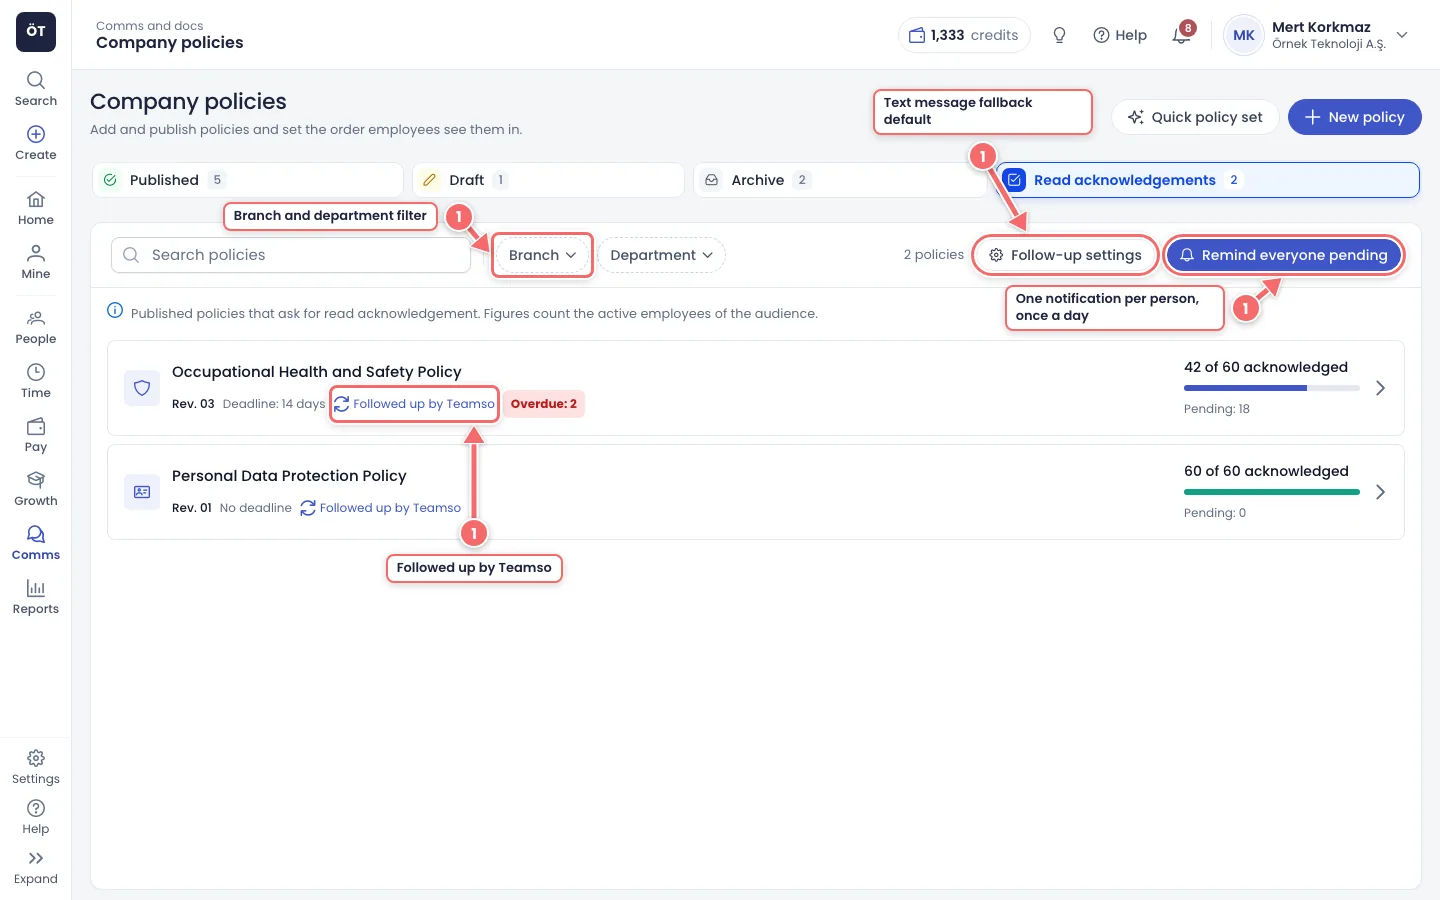 ÖT
Search
Create
Home
Mine
People
Time
Pay
Growth
Comms
Reports
Settings
Help
Expand
Comms and docs
Company policies
1,333 credits
Help
8
MK
Mert Korkmaz
Örnek Teknoloji A.Ş.
Company policies
Add and publish policies and set the order employees see them in.
Text message fallback
default
Quick policy set
New policy
1
Published 5
Draft 1
Archive 2
Read acknowledgements 2
Branch and department filter
1
Search policies
Branch
Department
2 policies
Follow-up settings
Remind everyone pending
One notification per person,
once a day
1
Published policies that ask for read acknowledgement. Figures count the active employees of the audience.
Occupational Health and Safety Policy
Rev. 03 Deadline: 14 days Followed up by Teamso Overdue: 2
42 of 60 acknowledged
Pending: 18
Personal Data Protection Policy
Rev. 01 No deadline Followed up by Teamso
60 of 60 acknowledged
Pending: 0
1
Followed up by Teamso